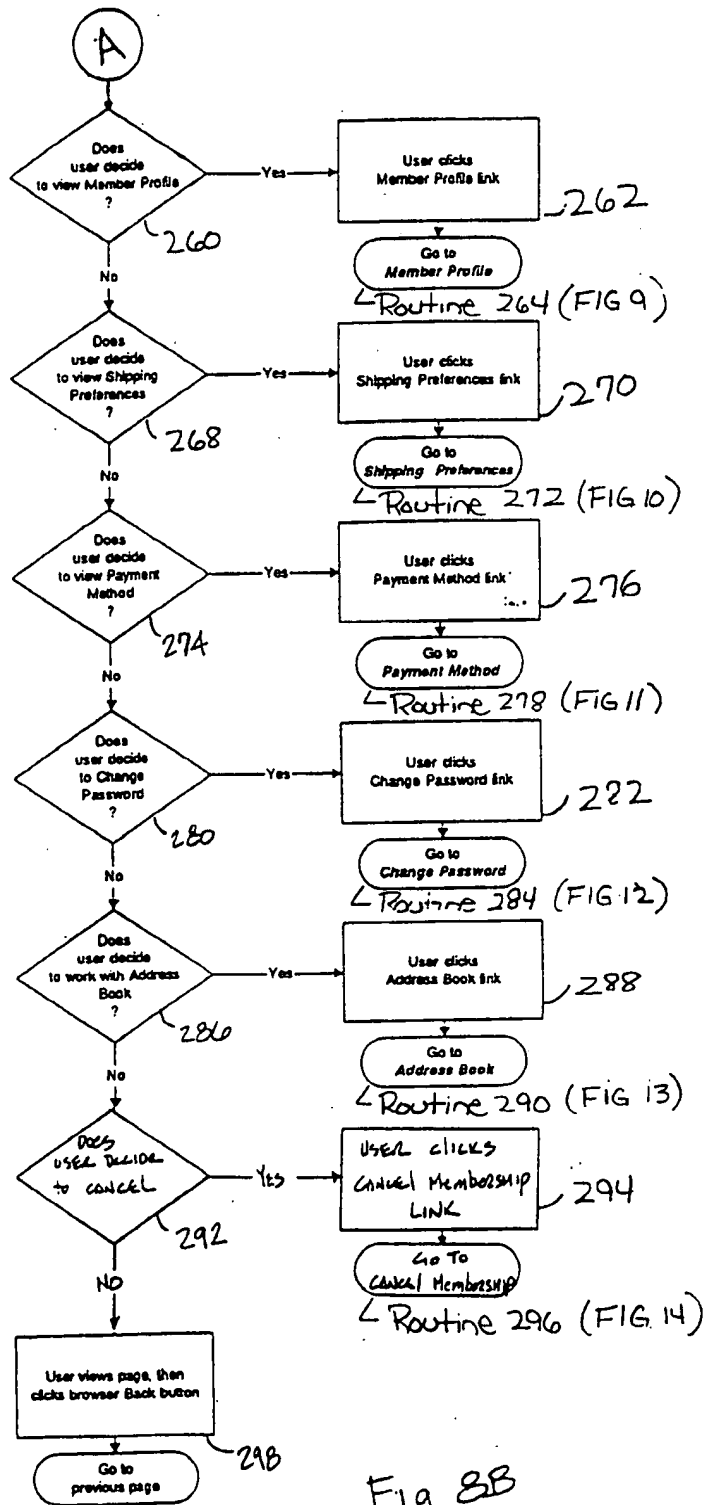 A
Does
user decide
to view Member Profile
?
260
Yes
User clicks
Member Profile link
262
Go to
Member Profile
Routine 264 (FIG 9)
No
Does
user decide
to view Shipping
Preferences
?
268
Yes
User clicks
Shipping Preferences link
270
Go to
Shipping Preferences
Routine 272 (FIG 10)
No
Does
user decide
to view Payment
Method
?
274
Yes
User clicks
Payment Method link
276
Go to
Payment Method
Routine 278 (FIG 11)
No
Does
user decide
to Change
Password
?
280
Yes
User clicks
Change Password link
282
Go to
Change Password
Routine 284 (FIG 12)
No
Does
user decide
to work with Address
Book
?
286
Yes
User clicks
Address Book link
288
Go to
Address Book
Routine 290 (FIG 13)
No
DOES
USER DECIDE
to CANCEL
292
YES
USER clicks
CANCEL MemberSHIP
LINK
294
Go To
CANCEL MemberSHIP
Routine 296 (FIG. 14)
NO
User views page, then
clicks browser Back button
298
Go to
previous page
Fig 8B